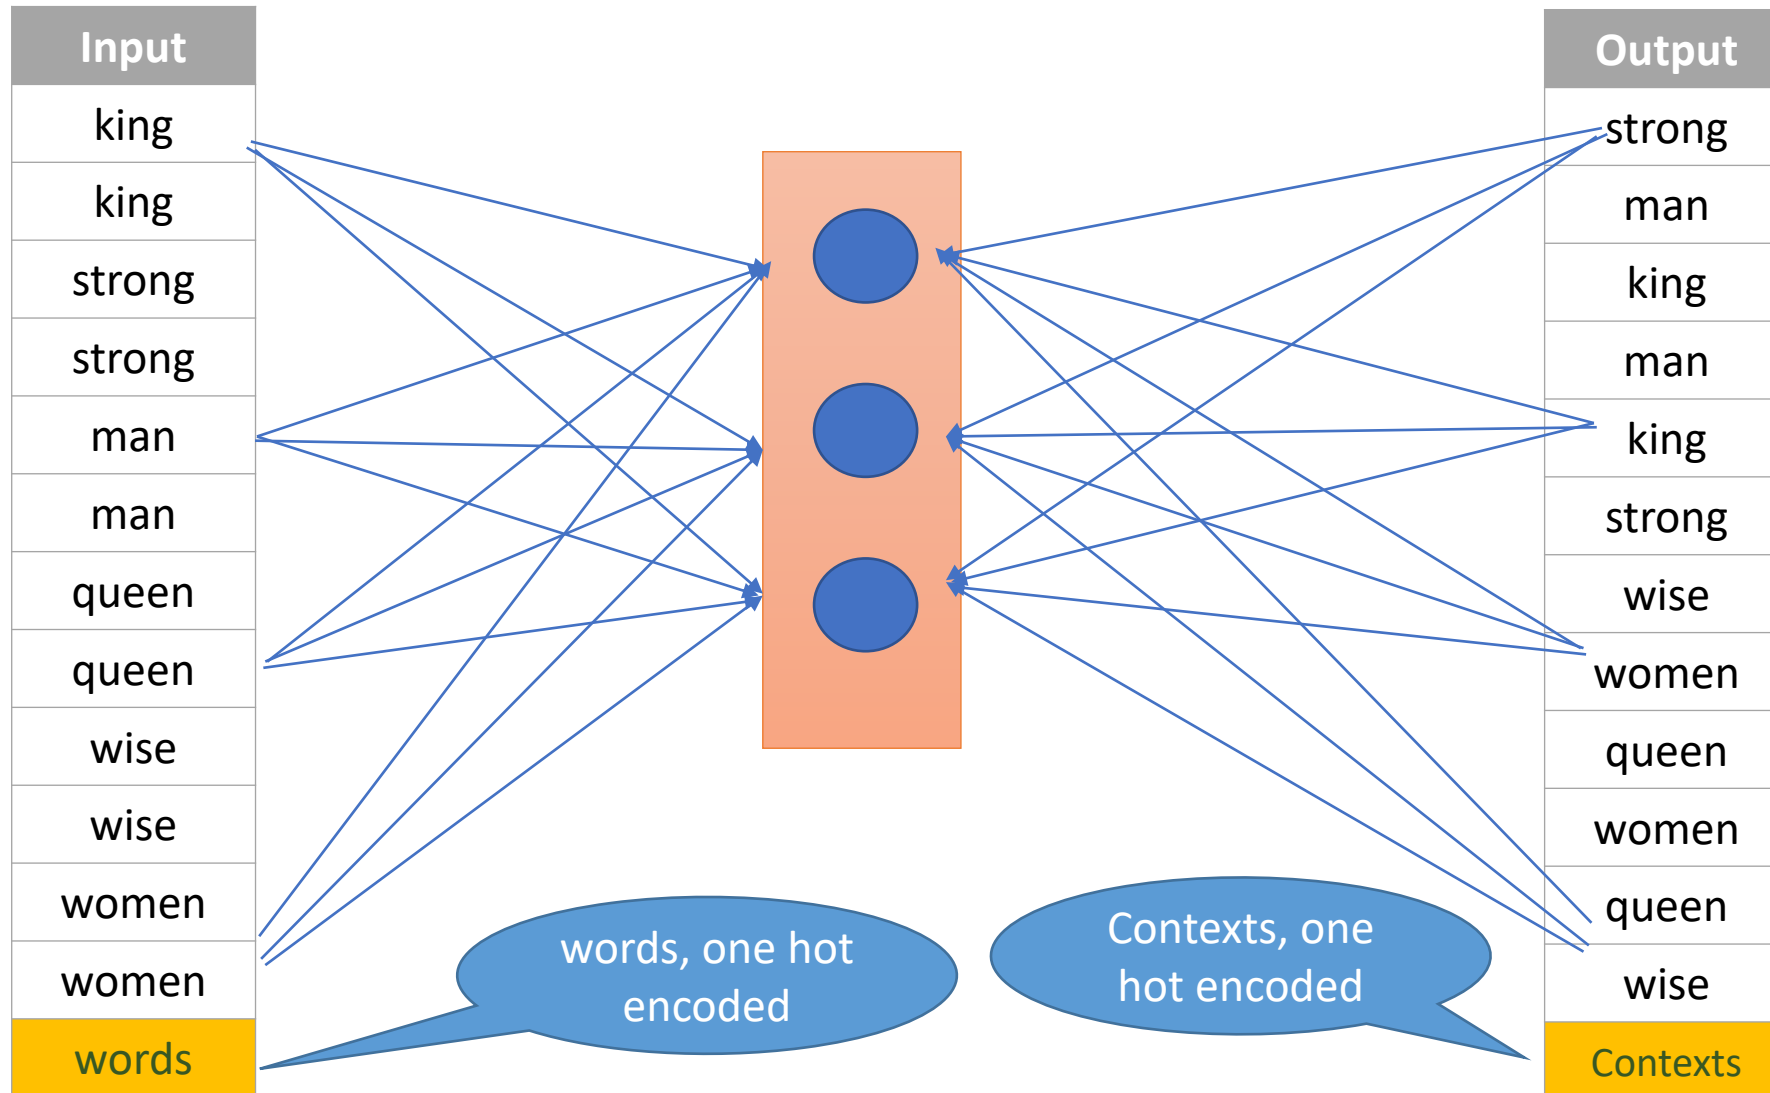 Input
king
king
strong
strong
man
man
queen
queen
wise
wise
women
women
words
words, one hot
encoded
Contexts, one
hot encoded
Output
strong
man
king
man
king
strong
wise
women
queen
women
queen
wise
Contexts